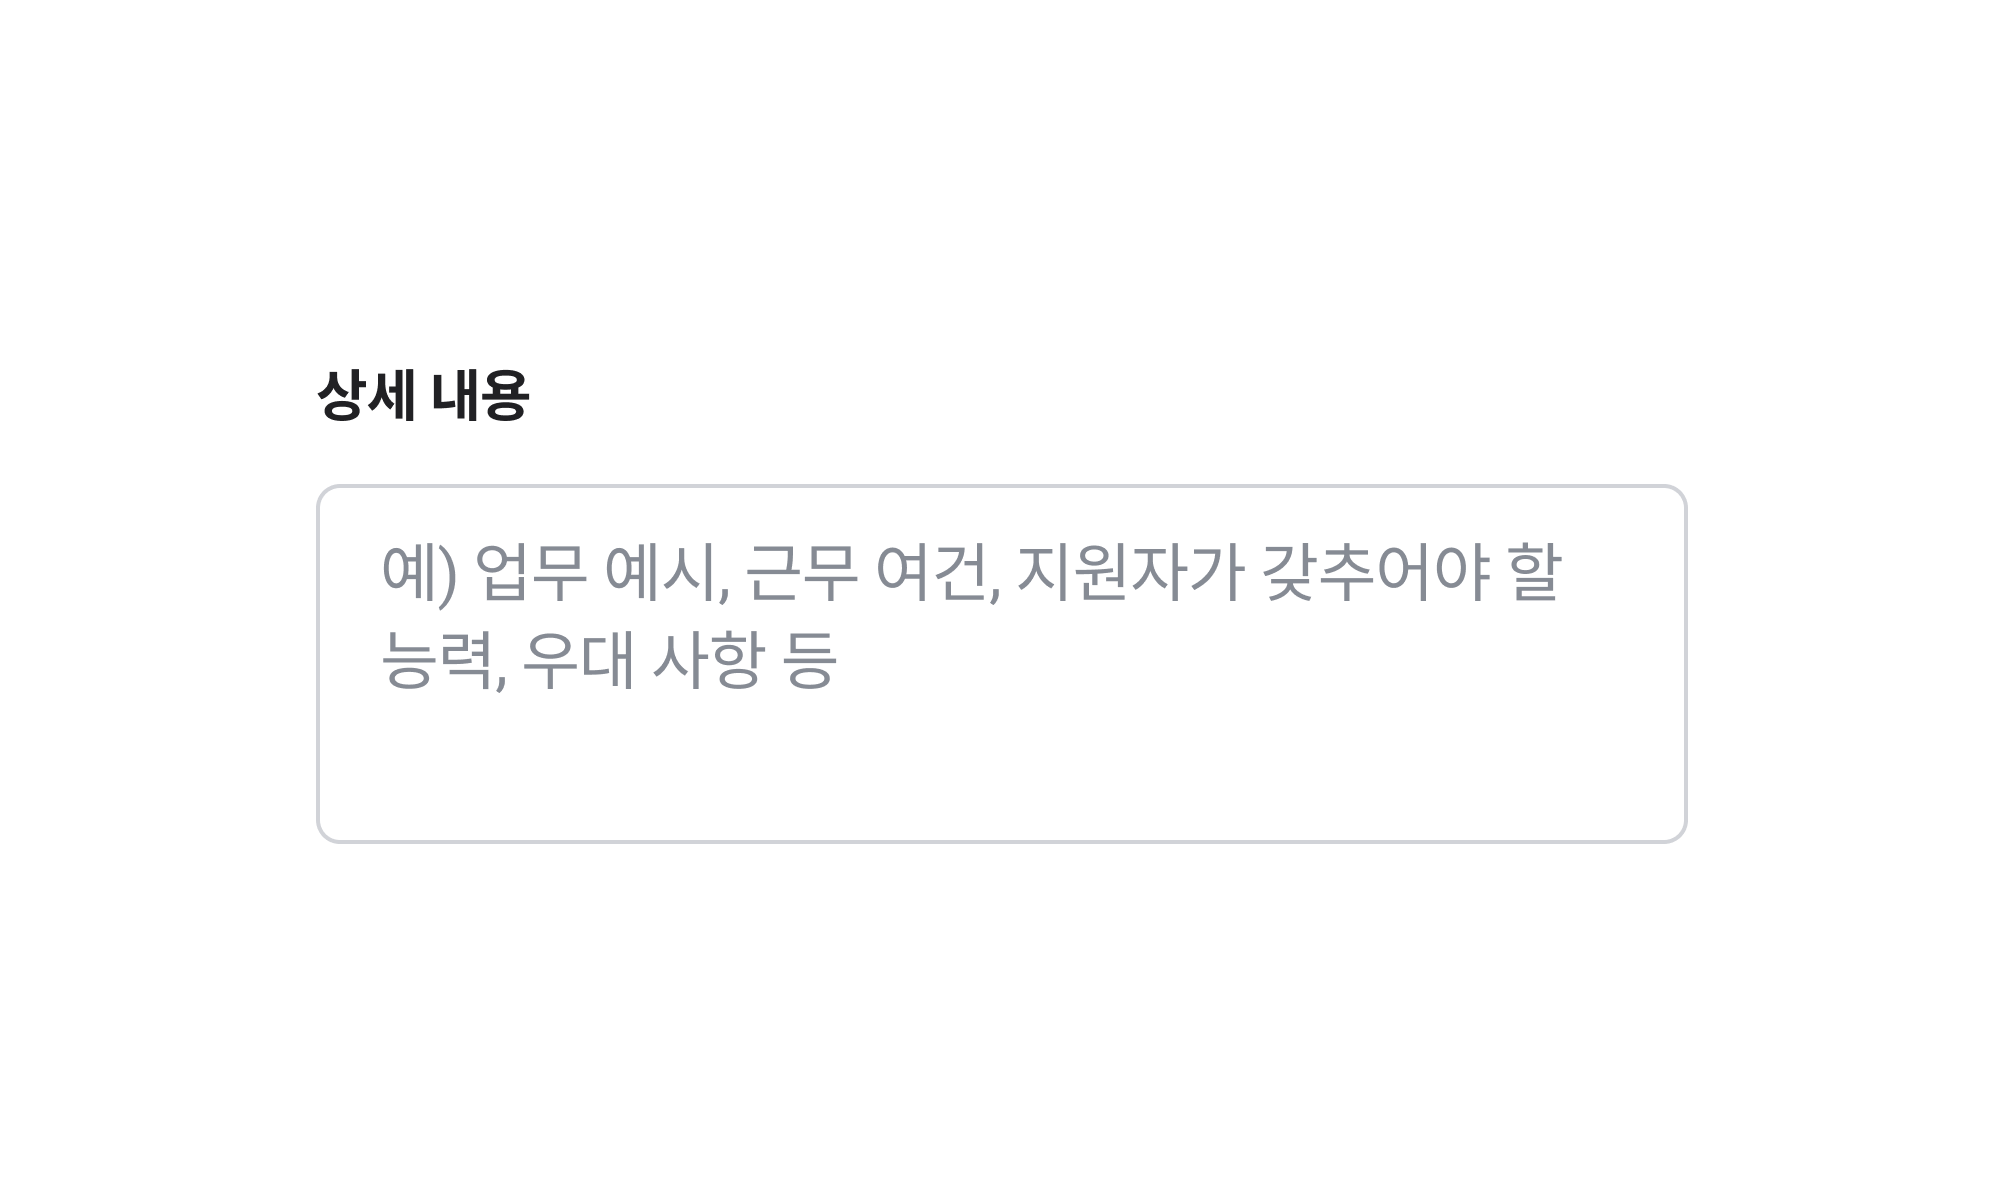 상세 내용
예) 업무 예시, 근무 여건, 지원자가 갖추어야 할
능력, 우대 사항 등